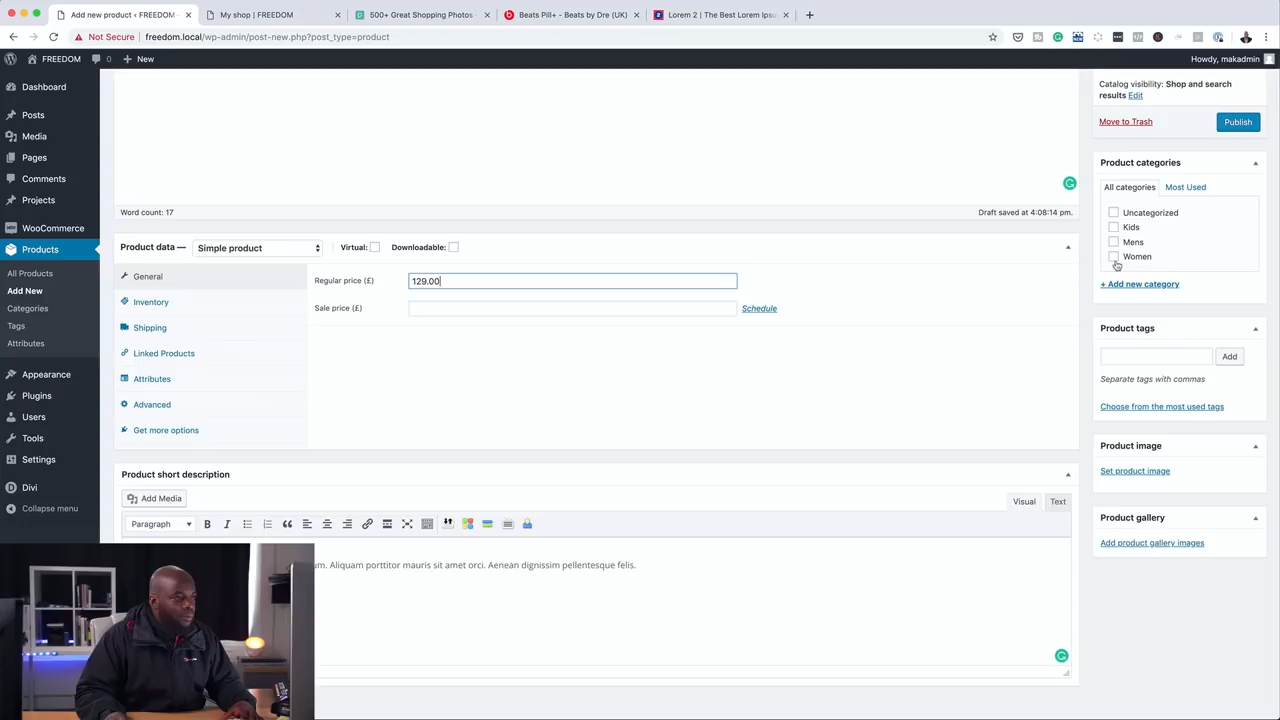 Add new product ‹ FREEDOM
My shop | FREEDOM
500+ Great Shopping Photos
Beats Pill+ - Beats by Dre (UK)
Lorem 2 | The Best Lorem Ipsu
Not Secure
freedom.local/wp-admin/post-new.php?post_type=product
FREEDOM
0
New
Howdy, makadmin
Dashboard
Posts
Media
Pages
Comments
Projects
WooCommerce
Products
All Products
Add New
Categories
Tags
Attributes
Appearance
Plugins
Users
Tools
Settings
Divi
Collapse menu
Word count: 17
Draft saved at 4:08:14 pm.
Product data —
Simple product
Virtual:
Downloadable:
General
Inventory
Shipping
Linked Products
Attributes
Advanced
Get more options
Regular price (£)
129.00
Sale price (£)
Schedule
Product short description
Add Media
Visual
Text
Paragraph
um. Aliquam porttitor mauris sit amet orci. Aenean dignissim pellentesque felis.
Catalog visibility: Shop and search
results Edit
Move to Trash
Publish
Product categories
All categories
Most Used
Uncategorized
Kids
Mens
Women
+ Add new category
Product tags
Add
Separate tags with commas
Choose from the most used tags
Product image
Set product image
Product gallery
Add product gallery images